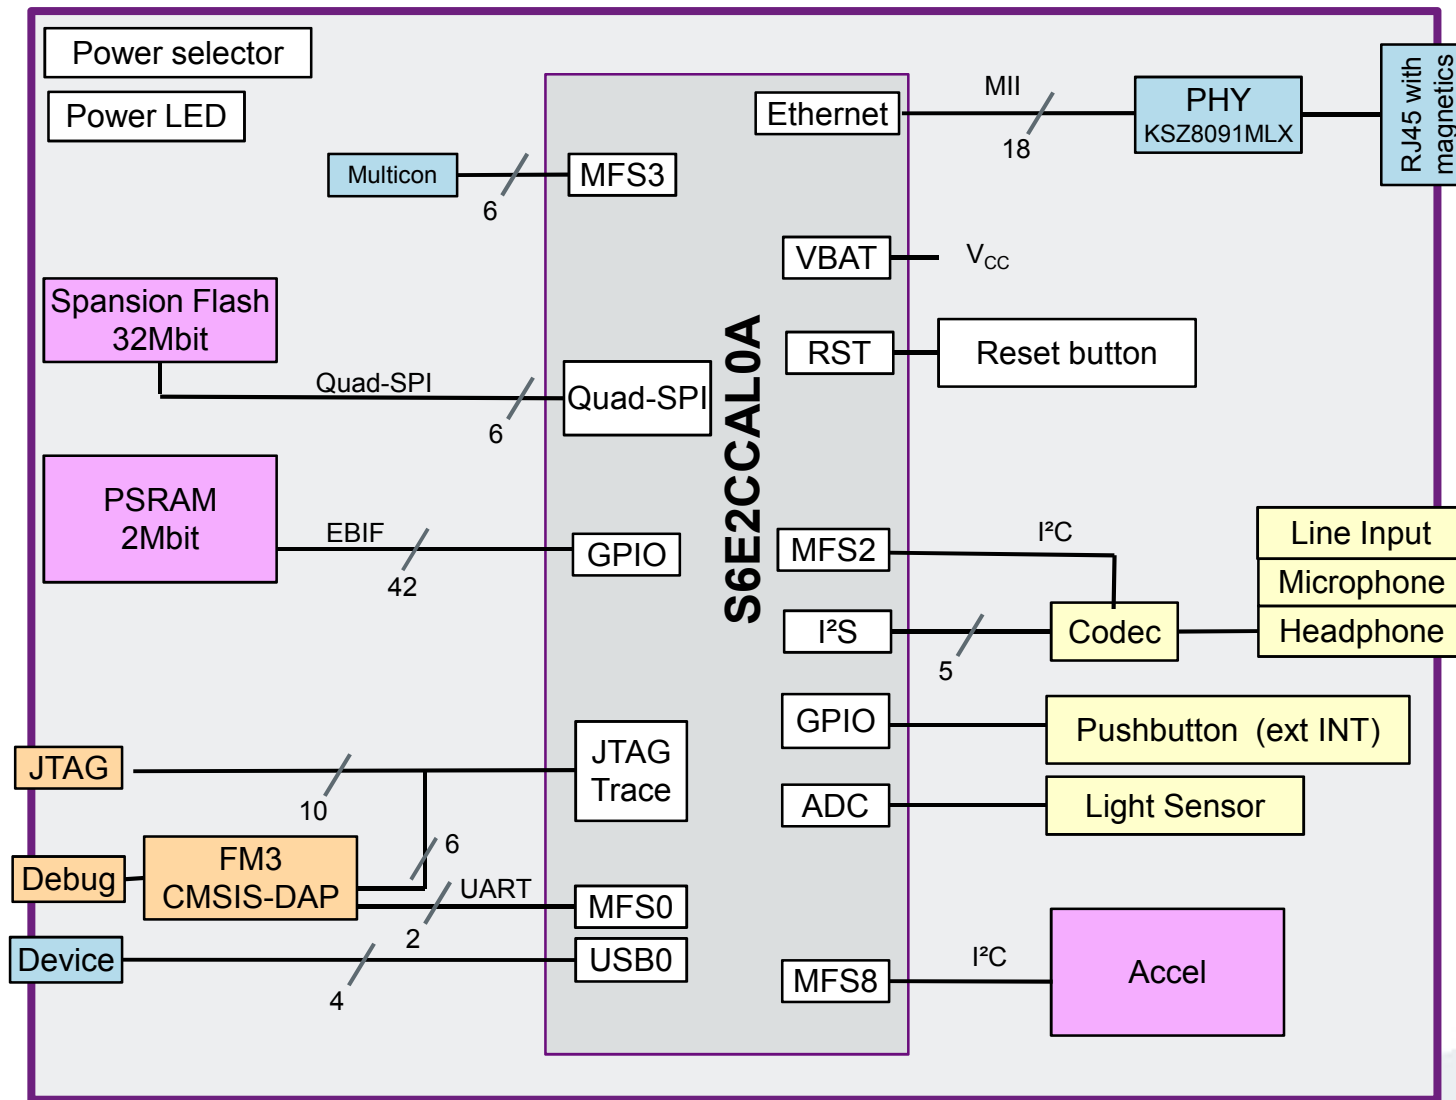 Power selector
Power LED
Multicon
6
MFS3
Ethernet
MII
18
PHY
KSZ8091MLX
RJ45 with
magnetics
VBAT
VCC
RST
Reset button
Spansion Flash
32Mbit
Quad-SPI
6
Quad-SPI
S6E2CCAL0A
PSRAM
2Mbit
EBIF
42
GPIO
MFS2
I²C
I²S
5
Codec
Line Input
Microphone
Headphone
GPIO
Pushbutton (ext INT)
ADC
Light Sensor
JTAG
10
JTAG
Trace
6
Debug
FM3
CMSIS-DAP
UART
2
MFS0
Device
4
USB0
MFS8
I²C
Accel